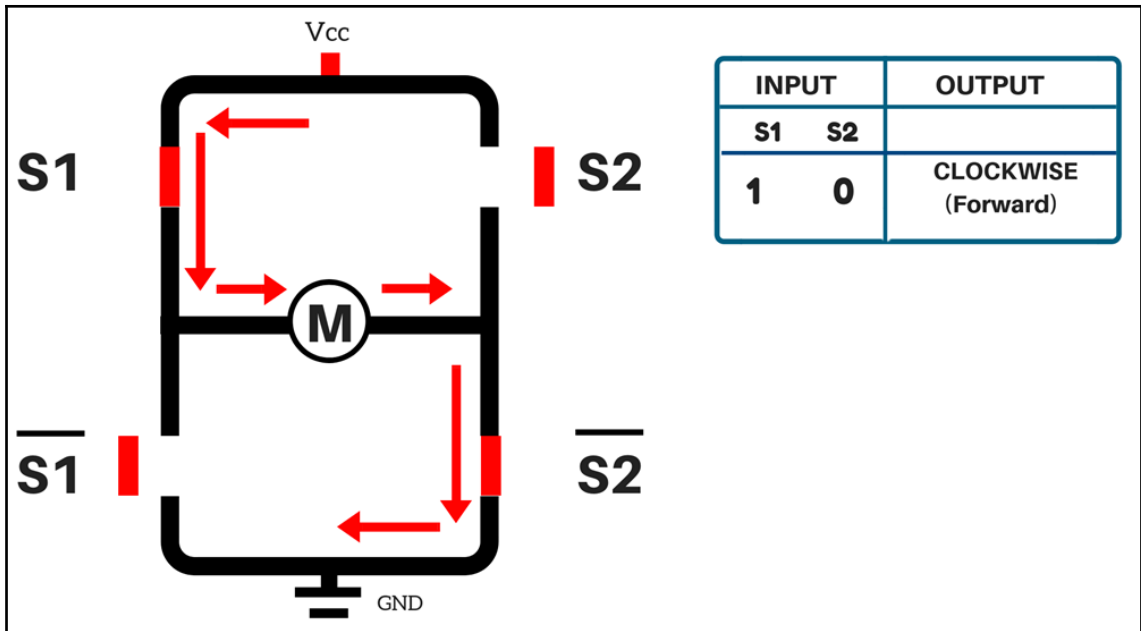 Vcc
S1
S2
M
S1
S2
GND
INPUT OUTPUT
S1 S2
1 0 CLOCKWISE
(Forward)